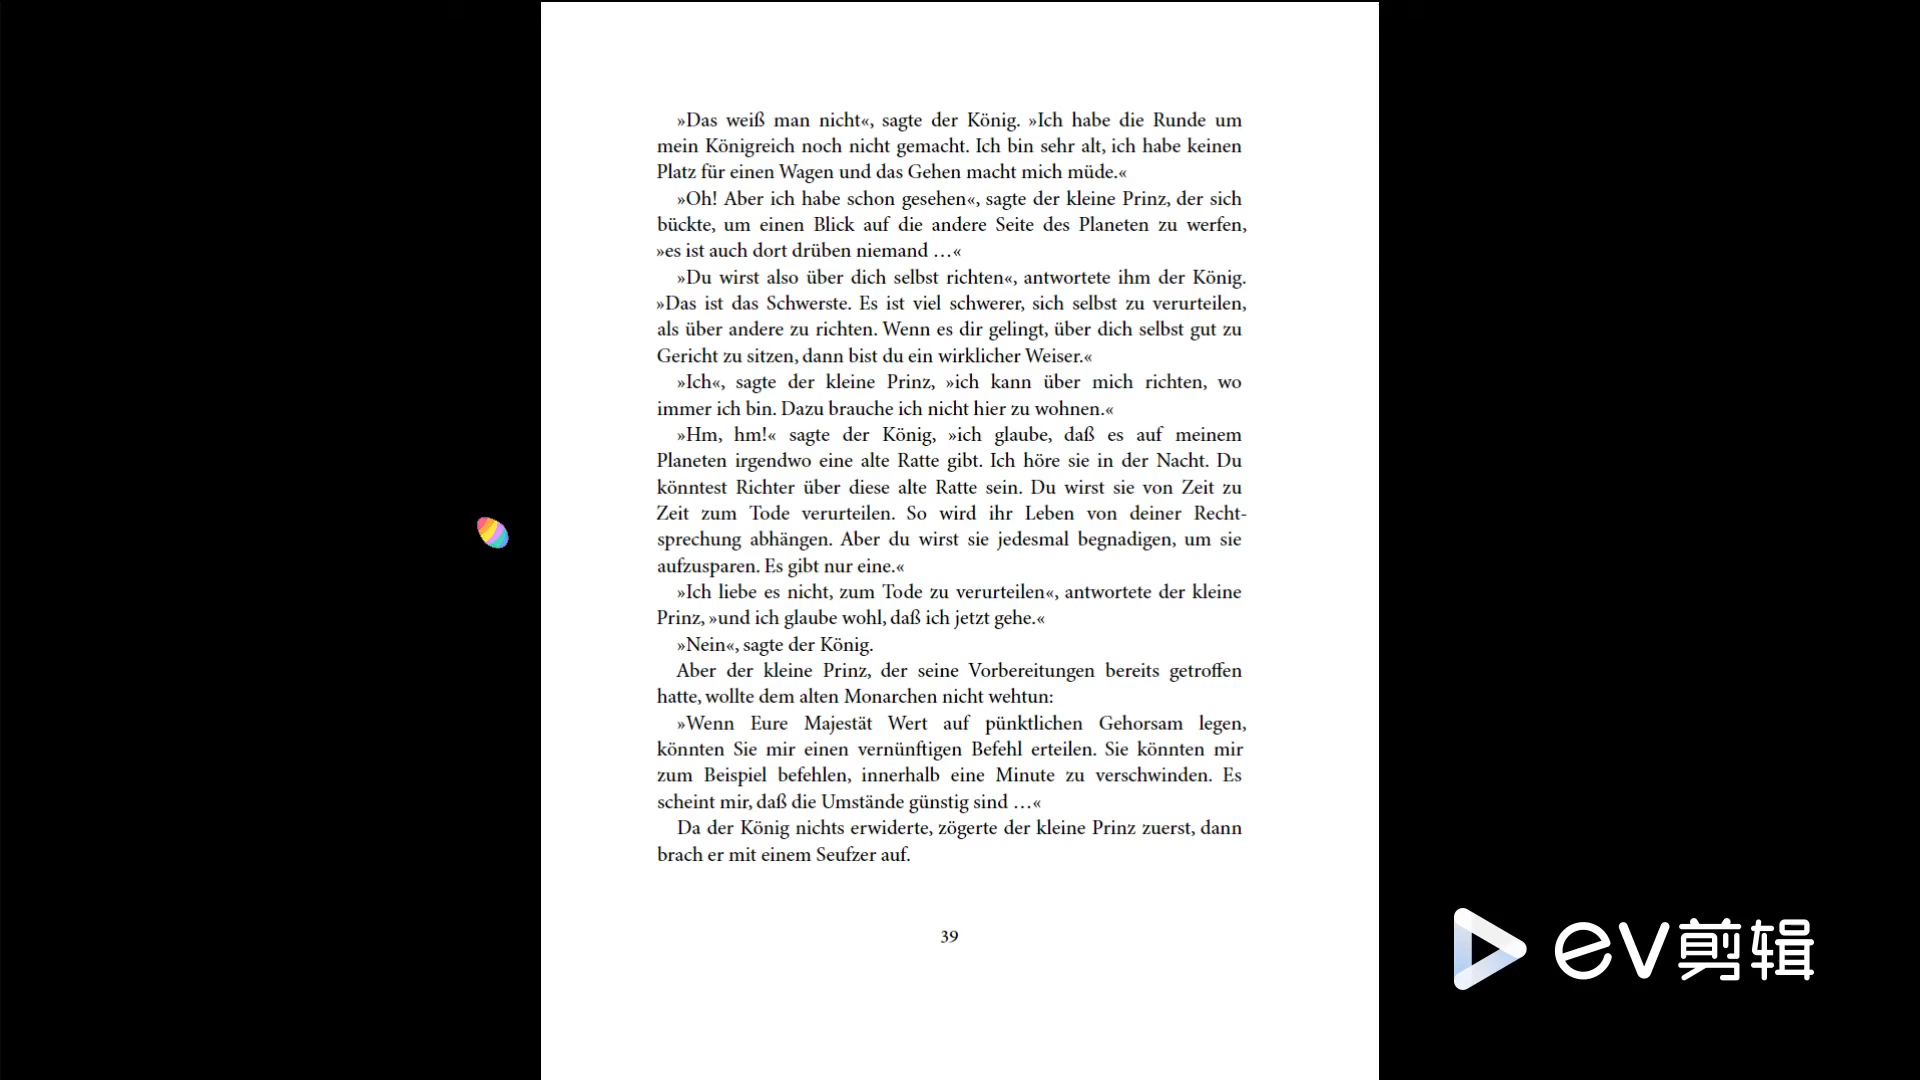 »Das weiß man nicht«, sagte der König. »Ich habe die Runde um
mein Königreich noch nicht gemacht. Ich bin sehr alt, ich habe keinen
Platz für einen Wagen und das Gehen macht mich müde.«
»Oh! Aber ich habe schon gesehen«, sagte der kleine Prinz, der sich
bückte, um einen Blick auf die andere Seite des Planeten zu werfen,
»es ist auch dort drüben niemand …«
»Du wirst also über dich selbst richten«, antwortete ihm der König.
»Das ist das Schwerste. Es ist viel schwerer, sich selbst zu verurteilen,
als über andere zu richten. Wenn es dir gelingt, über dich selbst gut zu
Gericht zu sitzen, dann bist du ein wirklicher Weiser.«
»Ich«, sagte der kleine Prinz, »ich kann über mich richten, wo
immer ich bin. Dazu brauche ich nicht hier zu wohnen.«
»Hm, hm!« sagte der König, »ich glaube, daß es auf meinem
Planeten irgendwo eine alte Ratte gibt. Ich höre sie in der Nacht. Du
könntest Richter über diese alte Ratte sein. Du wirst sie von Zeit zu
Zeit zum Tode verurteilen. So wird ihr Leben von deiner Recht-
sprechung abhängen. Aber du wirst sie jedesmal begnadigen, um sie
aufzusparen. Es gibt nur eine.«
»Ich liebe es nicht, zum Tode zu verurteilen«, antwortete der kleine
Prinz, »und ich glaube wohl, daß ich jetzt gehe.«
»Nein«, sagte der König.
Aber der kleine Prinz, der seine Vorbereitungen bereits getroffen
hatte, wollte dem alten Monarchen nicht wehtun:
»Wenn Eure Majestät Wert auf pünktlichen Gehorsam legen,
könnten Sie mir einen vernünftigen Befehl erteilen. Sie könnten mir
zum Beispiel befehlen, innerhalb eine Minute zu verschwinden. Es
scheint mir, daß die Umstände günstig sind …«
Da der König nichts erwiderte, zögerte der kleine Prinz zuerst, dann
brach er mit einem Seufzer auf.
39
eV剪辑